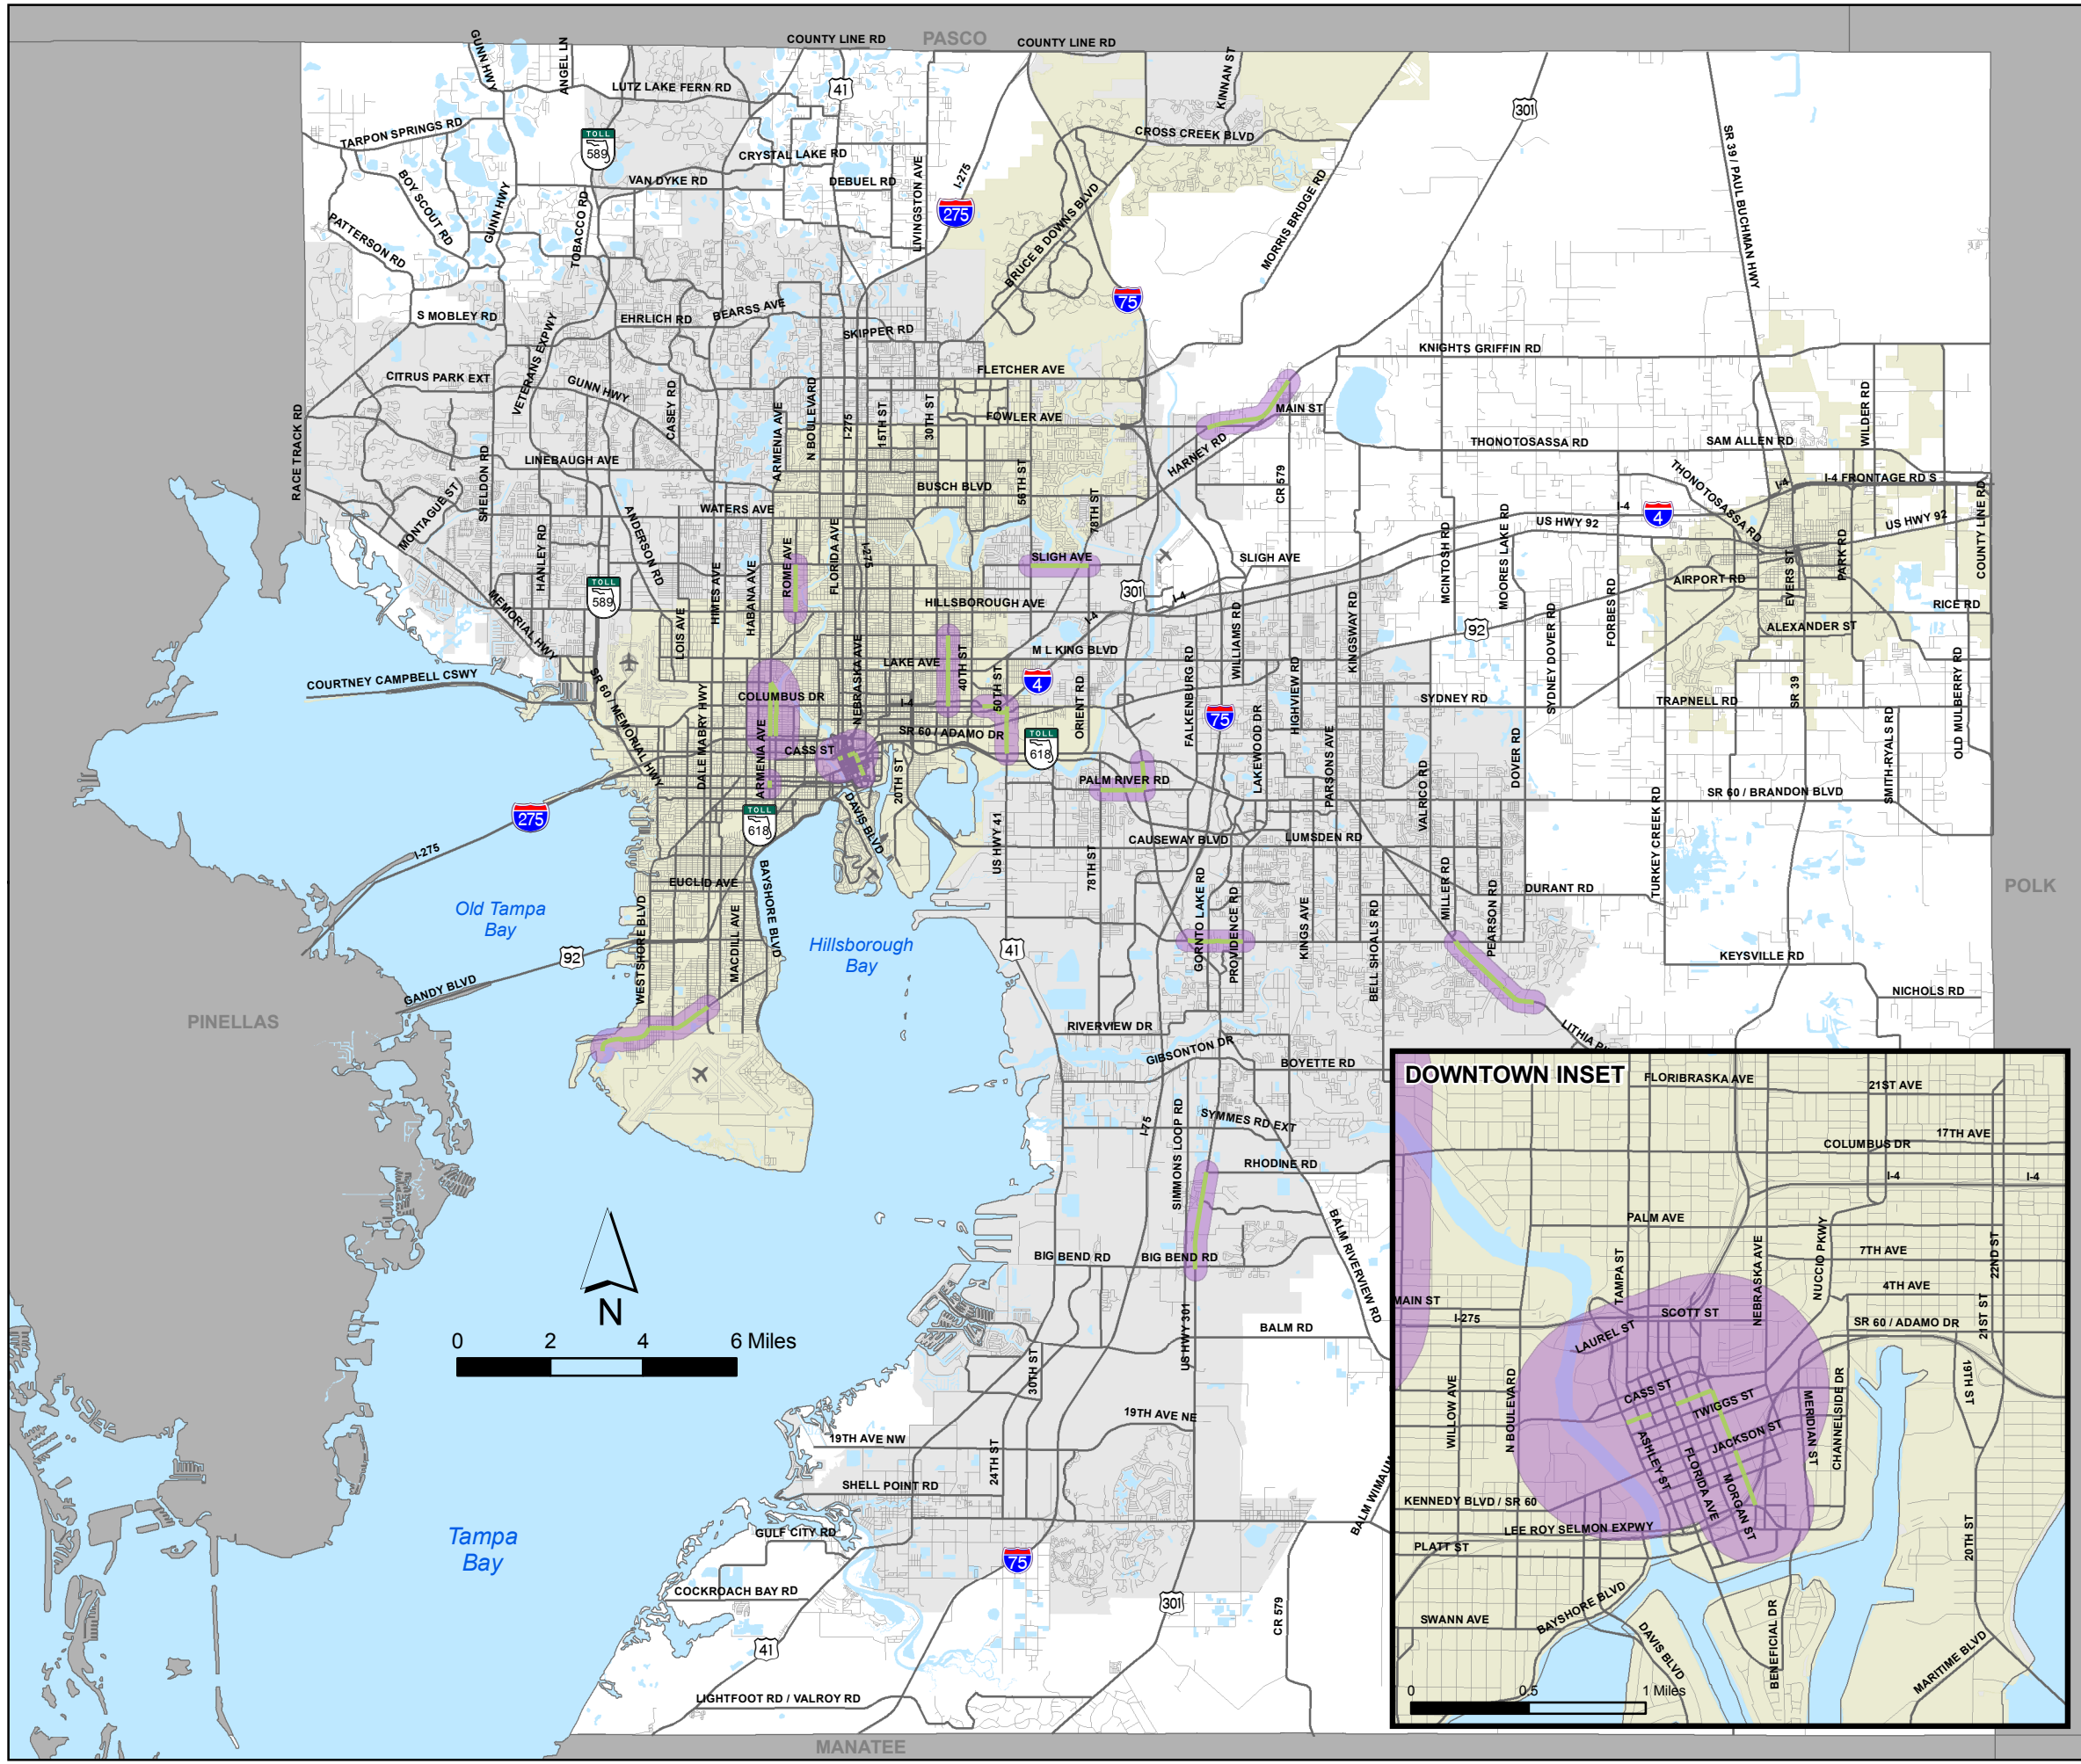 PASCO
COUNTY LINE RD
COUNTY LINE RD
GUNN HWY
ANGEL LN
LUTZ LAKE FERN RD
41
KINNAN ST
301
TARPON SPRINGS RD
TOLL
589
CRYSTAL LAKE RD
CROSS CREEK BLVD
SR 39 / PAUL BUCHMAN HWY
BOY SCOUT RD
GUNN HWY
VAN DYKE RD
DEBUEL RD
LIVINGSTON AVE
I-275
275
BRUCE B DOWNS BLVD
MORRIS BRIDGE RD
PATTERSON RD
TOBACCO RD
75
S MOBLEY RD
EHRLICH RD
BEARSS AVE
SKIPPER RD
VETERANS EXPWY
KNIGHTS GRIFFIN RD
CITRUS PARK EXT
GUNN HWY
CASEY RD
FLETCHER AVE
WILDER RD
RACE TRACK RD
ARMENIA AVE
N BOULEVARD
I-275
15TH ST
30TH ST
FOWLER AVE
MAIN ST
THONOTOSASSA RD
SAM ALLEN RD
SHELDON RD
LINEBAUGH AVE
HARNEY RD
CR 579
56TH ST
BUSCH BLVD
78TH ST
THONOTOSASSA RD
I-4
I-4 FRONTAGE RD S
COUNTY LINE RD
MONTAGUE ST
WATERS AVE
I-4
4
US HWY 92
US HWY 92
HANLEY RD
ANDERSON RD
HIMES AVE
HABANA AVE
ROME AVE
FLORIDA AVE
I-275
SLIGH AVE
SLIGH AVE
MCINTOSH RD
MOORES LAKE RD
PARK RD
EVERS ST
AIRPORT RD
FORBES RD
MEMORIAL HWY
TOLL
589
LOIS AVE
HILLSBOROUGH AVE
301
I-4
I-4
WILLIAMS RD
KINGSWAY RD
92
SYDNEY DOVER RD
RICE RD
ALEXANDER ST
COURTNEY CAMPBELL CSWY
SR 60 / MEMORIAL HWY
LAKE AVE
M L KING BLVD
NEBRASKA AVE
40TH ST
50TH ST
4
ORIENT RD
FALKENBURG RD
HIGHVIEW RD
SYDNEY RD
TRAPNELL RD
SR 39
OLD MULBERRY RD
SMITH-RYALS RD
COLUMBUS DR
I-4
DALE MABRY HWY
ARMENIA AVE
CASS ST
SR 60 / ADAMO DR
TOLL
618
75
LAKEWOOD DR
PARSONS AVE
DOVER RD
VALRICO RD
20TH ST
PALM RIVER RD
TURKEY CREEK RD
SR 60 / BRANDON BLVD
275
I-275
TOLL
618
DAVIS BLVD
US HWY 41
CAUSEWAY BLVD
LUMSDEN RD
78TH ST
EUCLID AVE
BAYSHORE BLVD
WESTSHORE BLVD
MACDILL AVE
GORNTO LAKE RD
PROVIDENCE RD
KINGS AVE
BELL SHOALS RD
MILLER RD
PEARSON RD
DURANT RD
POLK
Old Tampa
Bay
Hillsborough
Bay
41
92
KEYSVILLE RD
GANDY BLVD
NICHOLS RD
PINELLAS
RIVERVIEW DR
GIBSONTON DR
BOYETTE RD
I-75
SIMMONS LOOP RD
SYMMES RD EXT
RHODINE RD
BIG BEND RD
BIG BEND RD
BALM RIVERVIEW RD
N
0 2 4 6 Miles
US HWY 301
BALM RD
30TH ST
19TH AVE NE
19TH AVE NW
24TH ST
SHELL POINT RD
Tampa
Bay
GULF CITY RD
75
COCKROACH BAY RD
301
CR 579
41
LIGHTFOOT RD / VALROY RD
MANATEE
DOWNTOWN INSET
FLORIBRASKA AVE
21ST AVE
COLUMBUS DR
17TH AVE
I-4
I-4
PALM AVE
TAMPA ST
NEBRASKA AVE
NUCCIO PKWY
7TH AVE
22ND ST
4TH AVE
MAIN ST
I-275
SCOTT ST
LAUREL ST
SR 60 / ADAMO DR
21ST ST
WILLOW AVE
N BOULEVARD
CASS ST
TWIGGS ST
JACKSON ST
ASHLEY ST
FLORIDA AVE
MORGAN ST
MERIDIAN ST
CHANNELSIDE DR
19TH ST
KENNEDY BLVD / SR 60
LEE ROY SELMON EXPWY
PLATT ST
20TH ST
SWANN AVE
BAYSHORE BLVD
DAVIS BLVD
BENEFICIAL DR
MARITIME BLVD
0 0.5 1 Miles